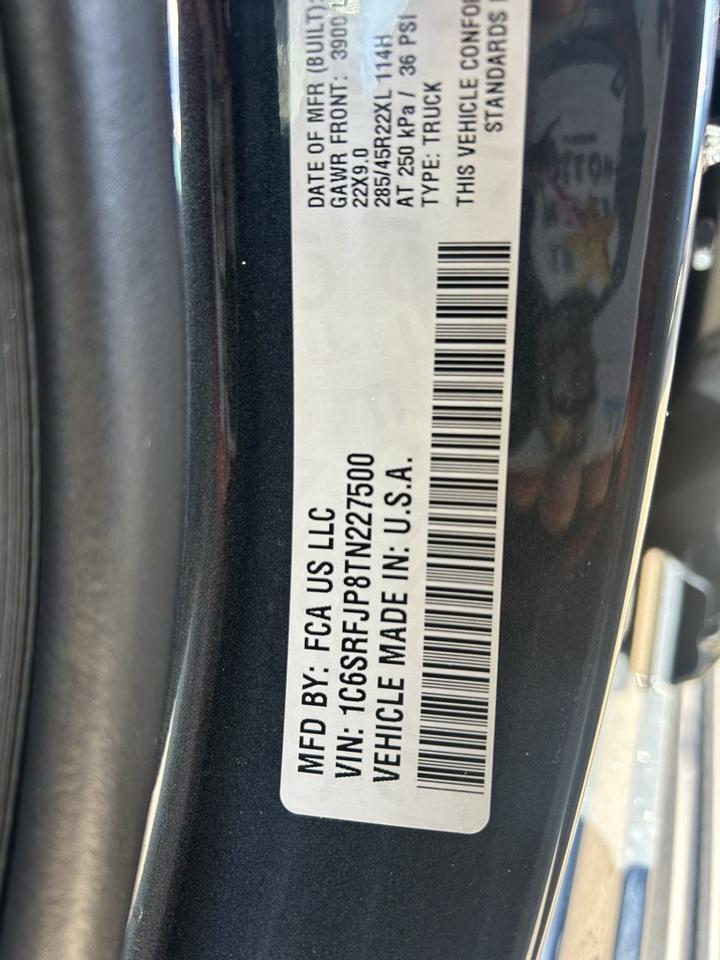 MFD BY: FCA US LLC
VIN: 1C6SRFJP8TN227500
VEHICLE MADE IN: U.S.A.
DATE OF MFR (BUILT):
GAWR FRONT: 3900
22X9.0
285/45R22XL 114H
AT 250 kPa / 36 PSI
TYPE: TRUCK
THIS VEHICLE
STANDARDS